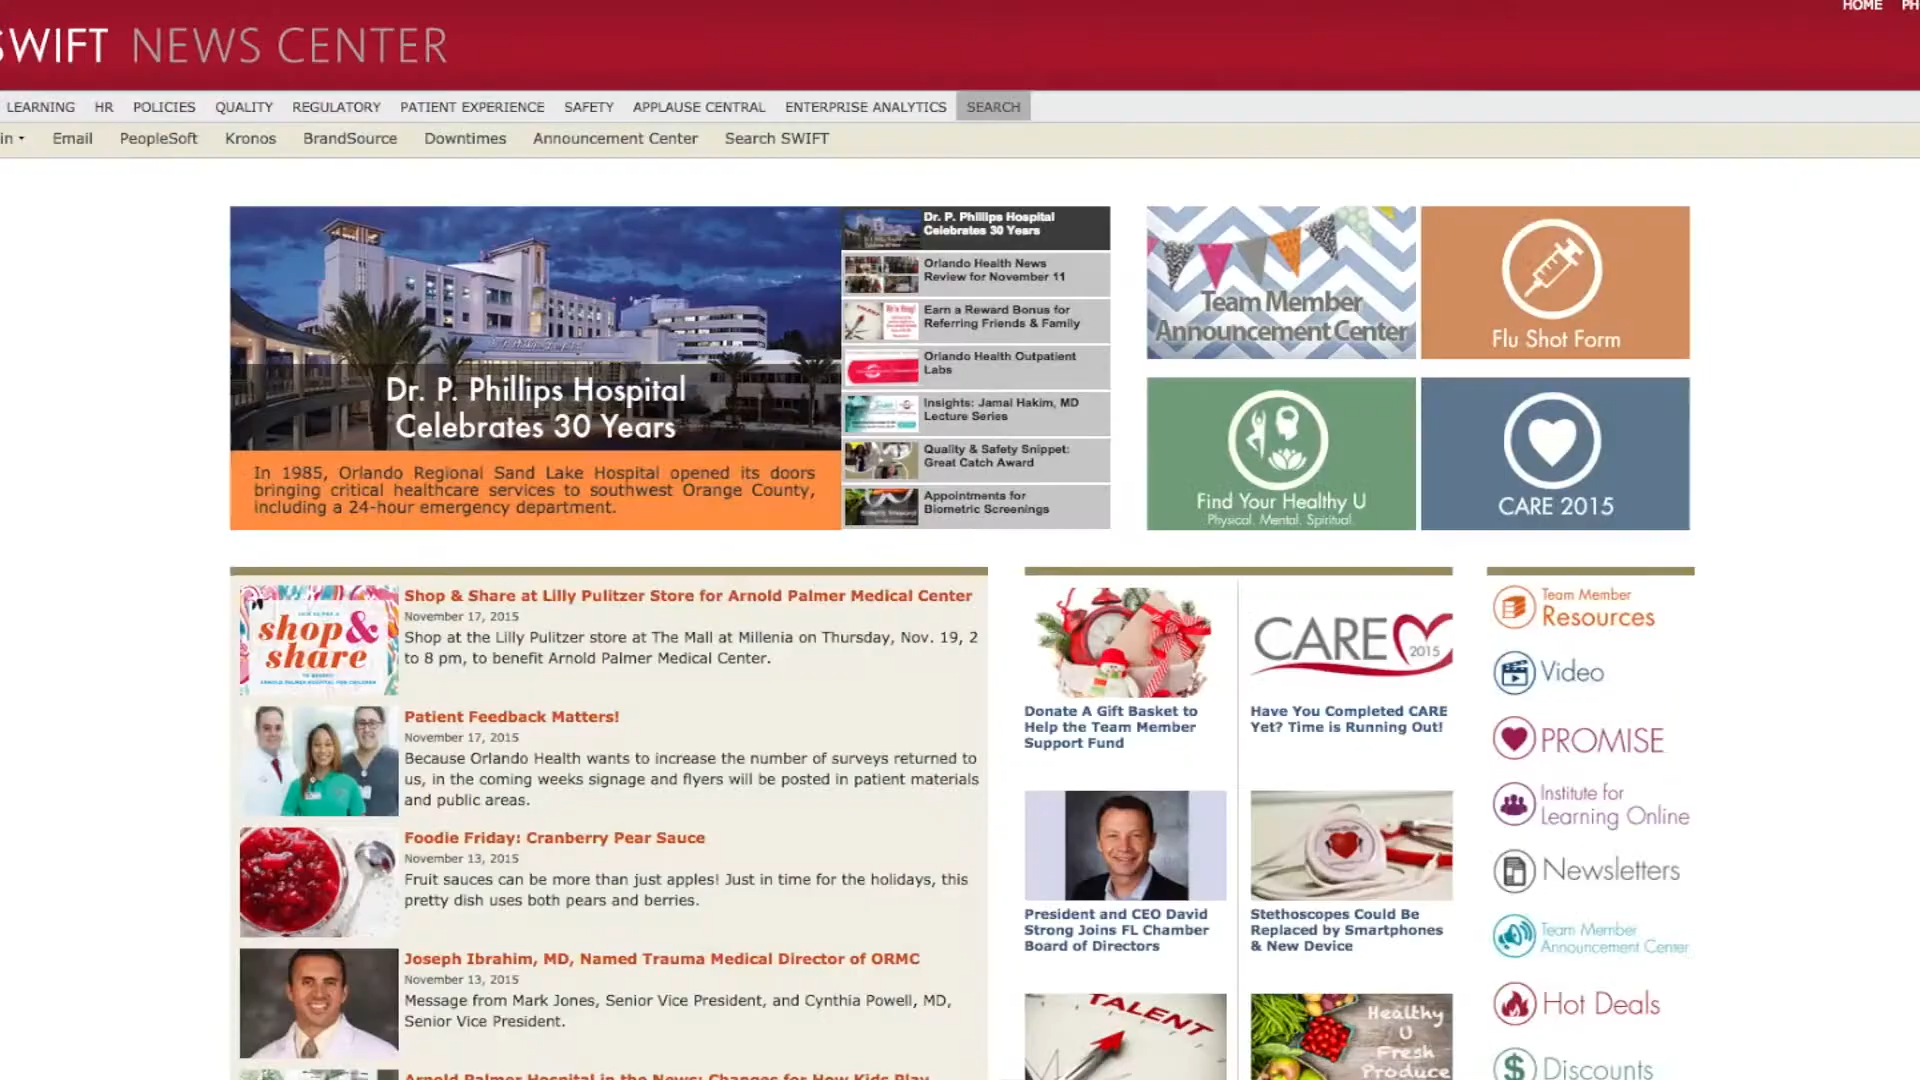 HOME
SWIFT NEWS CENTER
LEARNING HR POLICIES QUALITY REGULATORY PATIENT EXPERIENCE SAFETY APPLAUSE CENTRAL ENTERPRISE ANALYTICS SEARCH
Email PeopleSoft Kronos BrandSource Downtimes Announcement Center Search SWIFT
Dr. P. Phillips Hospital
Celebrates 30 Years
In 1985, Orlando Regional Sand Lake Hospital opened its doors
bringing critical healthcare services to southwest Orange County,
including a 24-hour emergency department.
Dr. P. Phillips Hospital
Celebrates 30 Years
Orlando Health News
Review for November 11
Earn a Reward Bonus for
Referring Friends & Family
Orlando Health Outpatient
Labs
Insights: Jamal Hakim, MD
Lecture Series
Quality & Safety Snippet:
Great Catch Award
Appointments for
Biometric Screenings
Team Member
Announcement Center
Flu Shot Form
Find Your Healthy U
Physical. Mental. Spiritual.
CARE 2015
shop &
share
Shop & Share at Lilly Pulitzer Store for Arnold Palmer Medical Center
November 17, 2015
Shop at the Lilly Pulitzer store at The Mall at Millenia on Thursday, Nov. 19, 2
to 8 pm, to benefit Arnold Palmer Medical Center.
Patient Feedback Matters!
November 17, 2015
Because Orlando Health wants to increase the number of surveys returned to
us, in the coming weeks signage and flyers will be posted in patient materials
and public areas.
Foodie Friday: Cranberry Pear Sauce
November 13, 2015
Fruit sauces can be more than just apples! Just in time for the holidays, this
pretty dish uses both pears and berries.
Joseph Ibrahim, MD, Named Trauma Medical Director of ORMC
November 13, 2015
Message from Mark Jones, Senior Vice President, and Cynthia Powell, MD,
Senior Vice President.
Arnold Palmer Hospital in the News: Changes for How Kids Play
Donate A Gift Basket to
Help the Team Member
Support Fund
CARE 2015
Have You Completed CARE
Yet? Time is Running Out!
President and CEO David
Strong Joins FL Chamber
Board of Directors
Stethoscopes Could Be
Replaced by Smartphones
& New Device
TALENT
Healthy
U
Fresh
Produce
Team Member
Resources
Video
PROMISE
Institute for
Learning Online
Newsletters
Team Member
Announcement Center
Hot Deals
Discounts